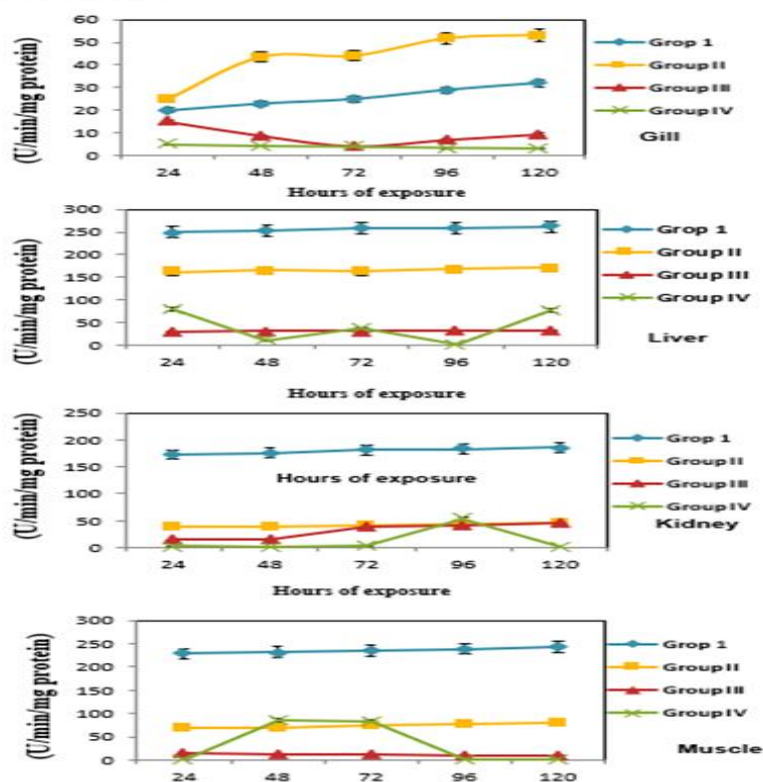 (U/min/mg protein)
60
50
40
30
20
10
0
24 48 72 96 120
Hours of exposure
Grop 1
Group II
Group III
Group IV
Gill
(U/min/mg protein)
300
250
200
150
100
50
0
24 48 72 96 120
Hours of exposure
Grop 1
Group II
Group III
Group IV
Liver
(U/min/mg protein)
250
200
150
100
50
0
Hours of exposure
24 48 72 96 120
Hours of exposure
Grop 1
Group II
Group III
Group IV
Kidney
(U/min/mg protein)
300
250
200
150
100
50
0
24 48 72 96 120
Grop 1
Group II
Group III
Group IV
Muscle